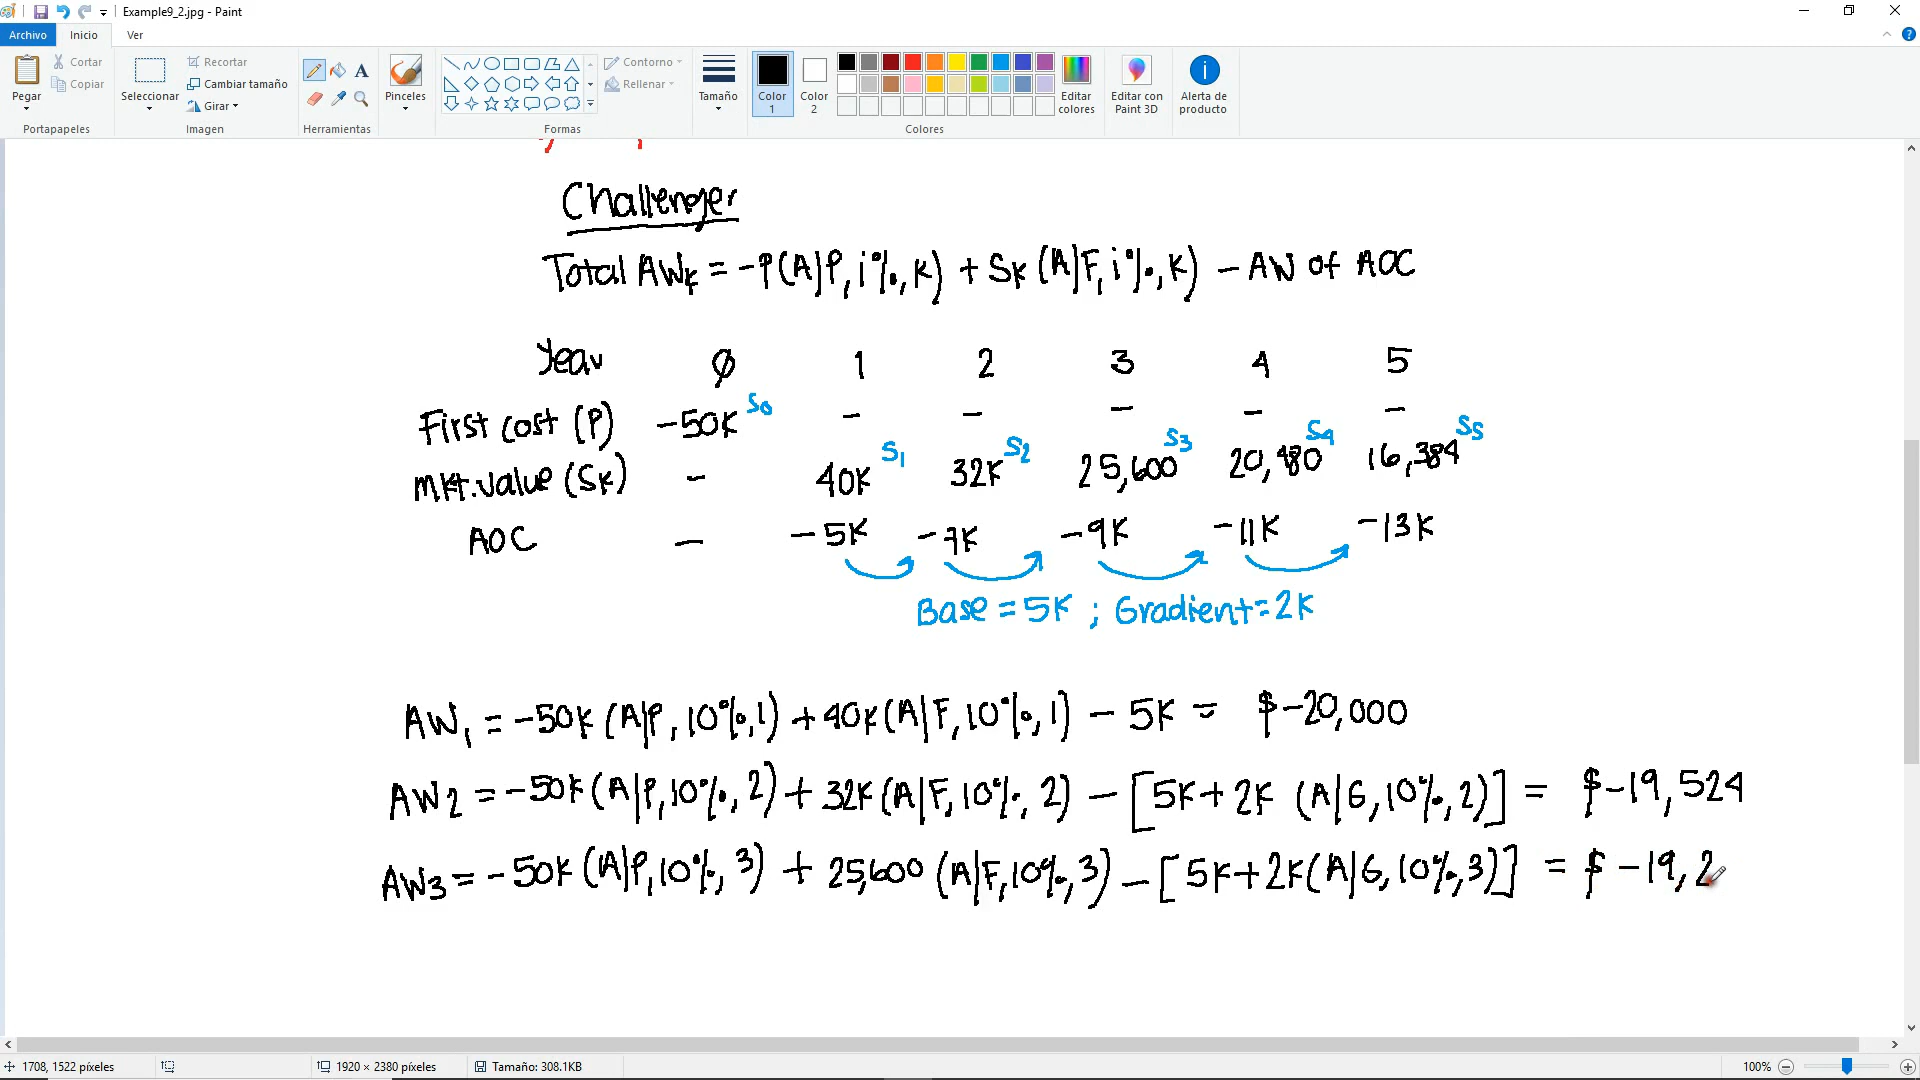 Example9_2.jpg - Paint
Archivo Inicio Ver
Pegar Cortar Copiar Portapapeles
Seleccionar Recortar Cambiar tamaño Girar Imagen
Herramientas
Pinceles
Contorno Rellenar Formas
Tamaño
Color 1 Color 2 Editar colores Colores
Editar con Paint 3D
Alerta de producto
Challenger
Total AWk = -P(A|P, i%, K) + Sk (A|F, i%, K) - AW of AOC
Year Ø 1 2 3 4 5
First cost (P) -50K S0 - - - - -
Mkt. value (Sk) - 40K S1 32K S2 25,600 S3 20,480 S4 16,384 S5
AOC - -5K -7K -9K -11K -13K
Base = 5K ; Gradient = 2K
AW1 = -50K (A|P, 10%, 1) + 40K (A|F, 10%, 1) - 5K = $ -20,000
AW2 = -50K (A|P, 10%, 2) + 32K (A|F, 10%, 2) - [5K + 2K (A|G, 10%, 2)] = $ -19,524
AW3 = -50K (A|P, 10%, 3) + 25,600 (A|F, 10%, 3) - [5K + 2K (A|G, 10%, 3)] = $ -19,2
1708, 1522 píxeles 1920 × 2380 píxeles Tamaño: 308.1KB 100%